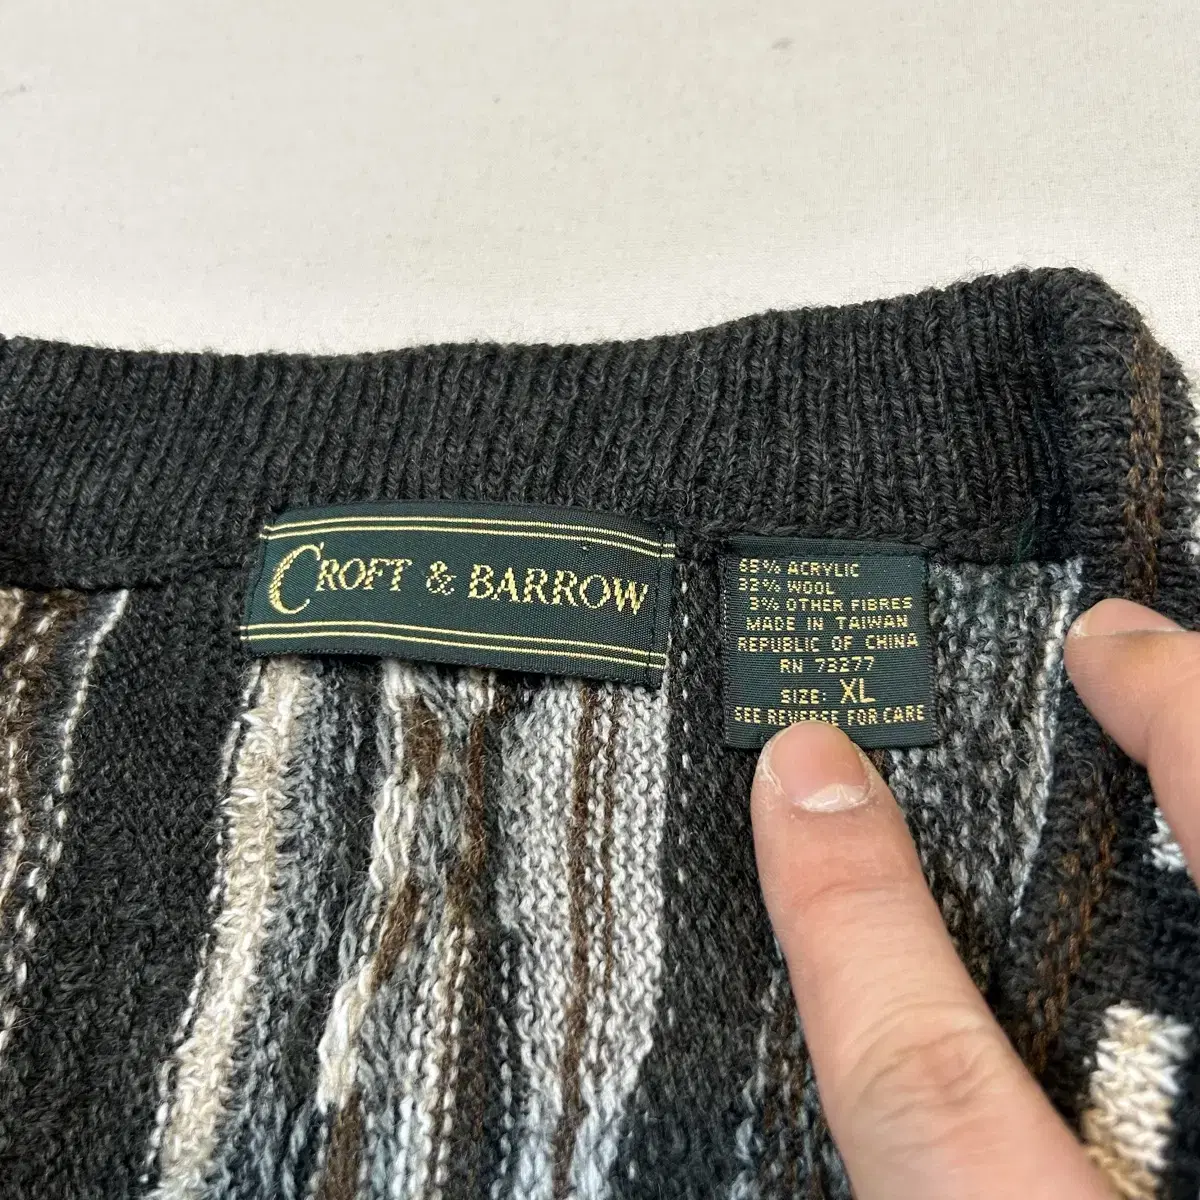 CROFT & BARROW
65% ACRYLIC
32% WOOL
3% OTHER FIBRES
MADE IN TAIWAN
REPUBLIC OF CHINA
RN 73277
SIZE: XL
SEE REVERSE FOR CARE